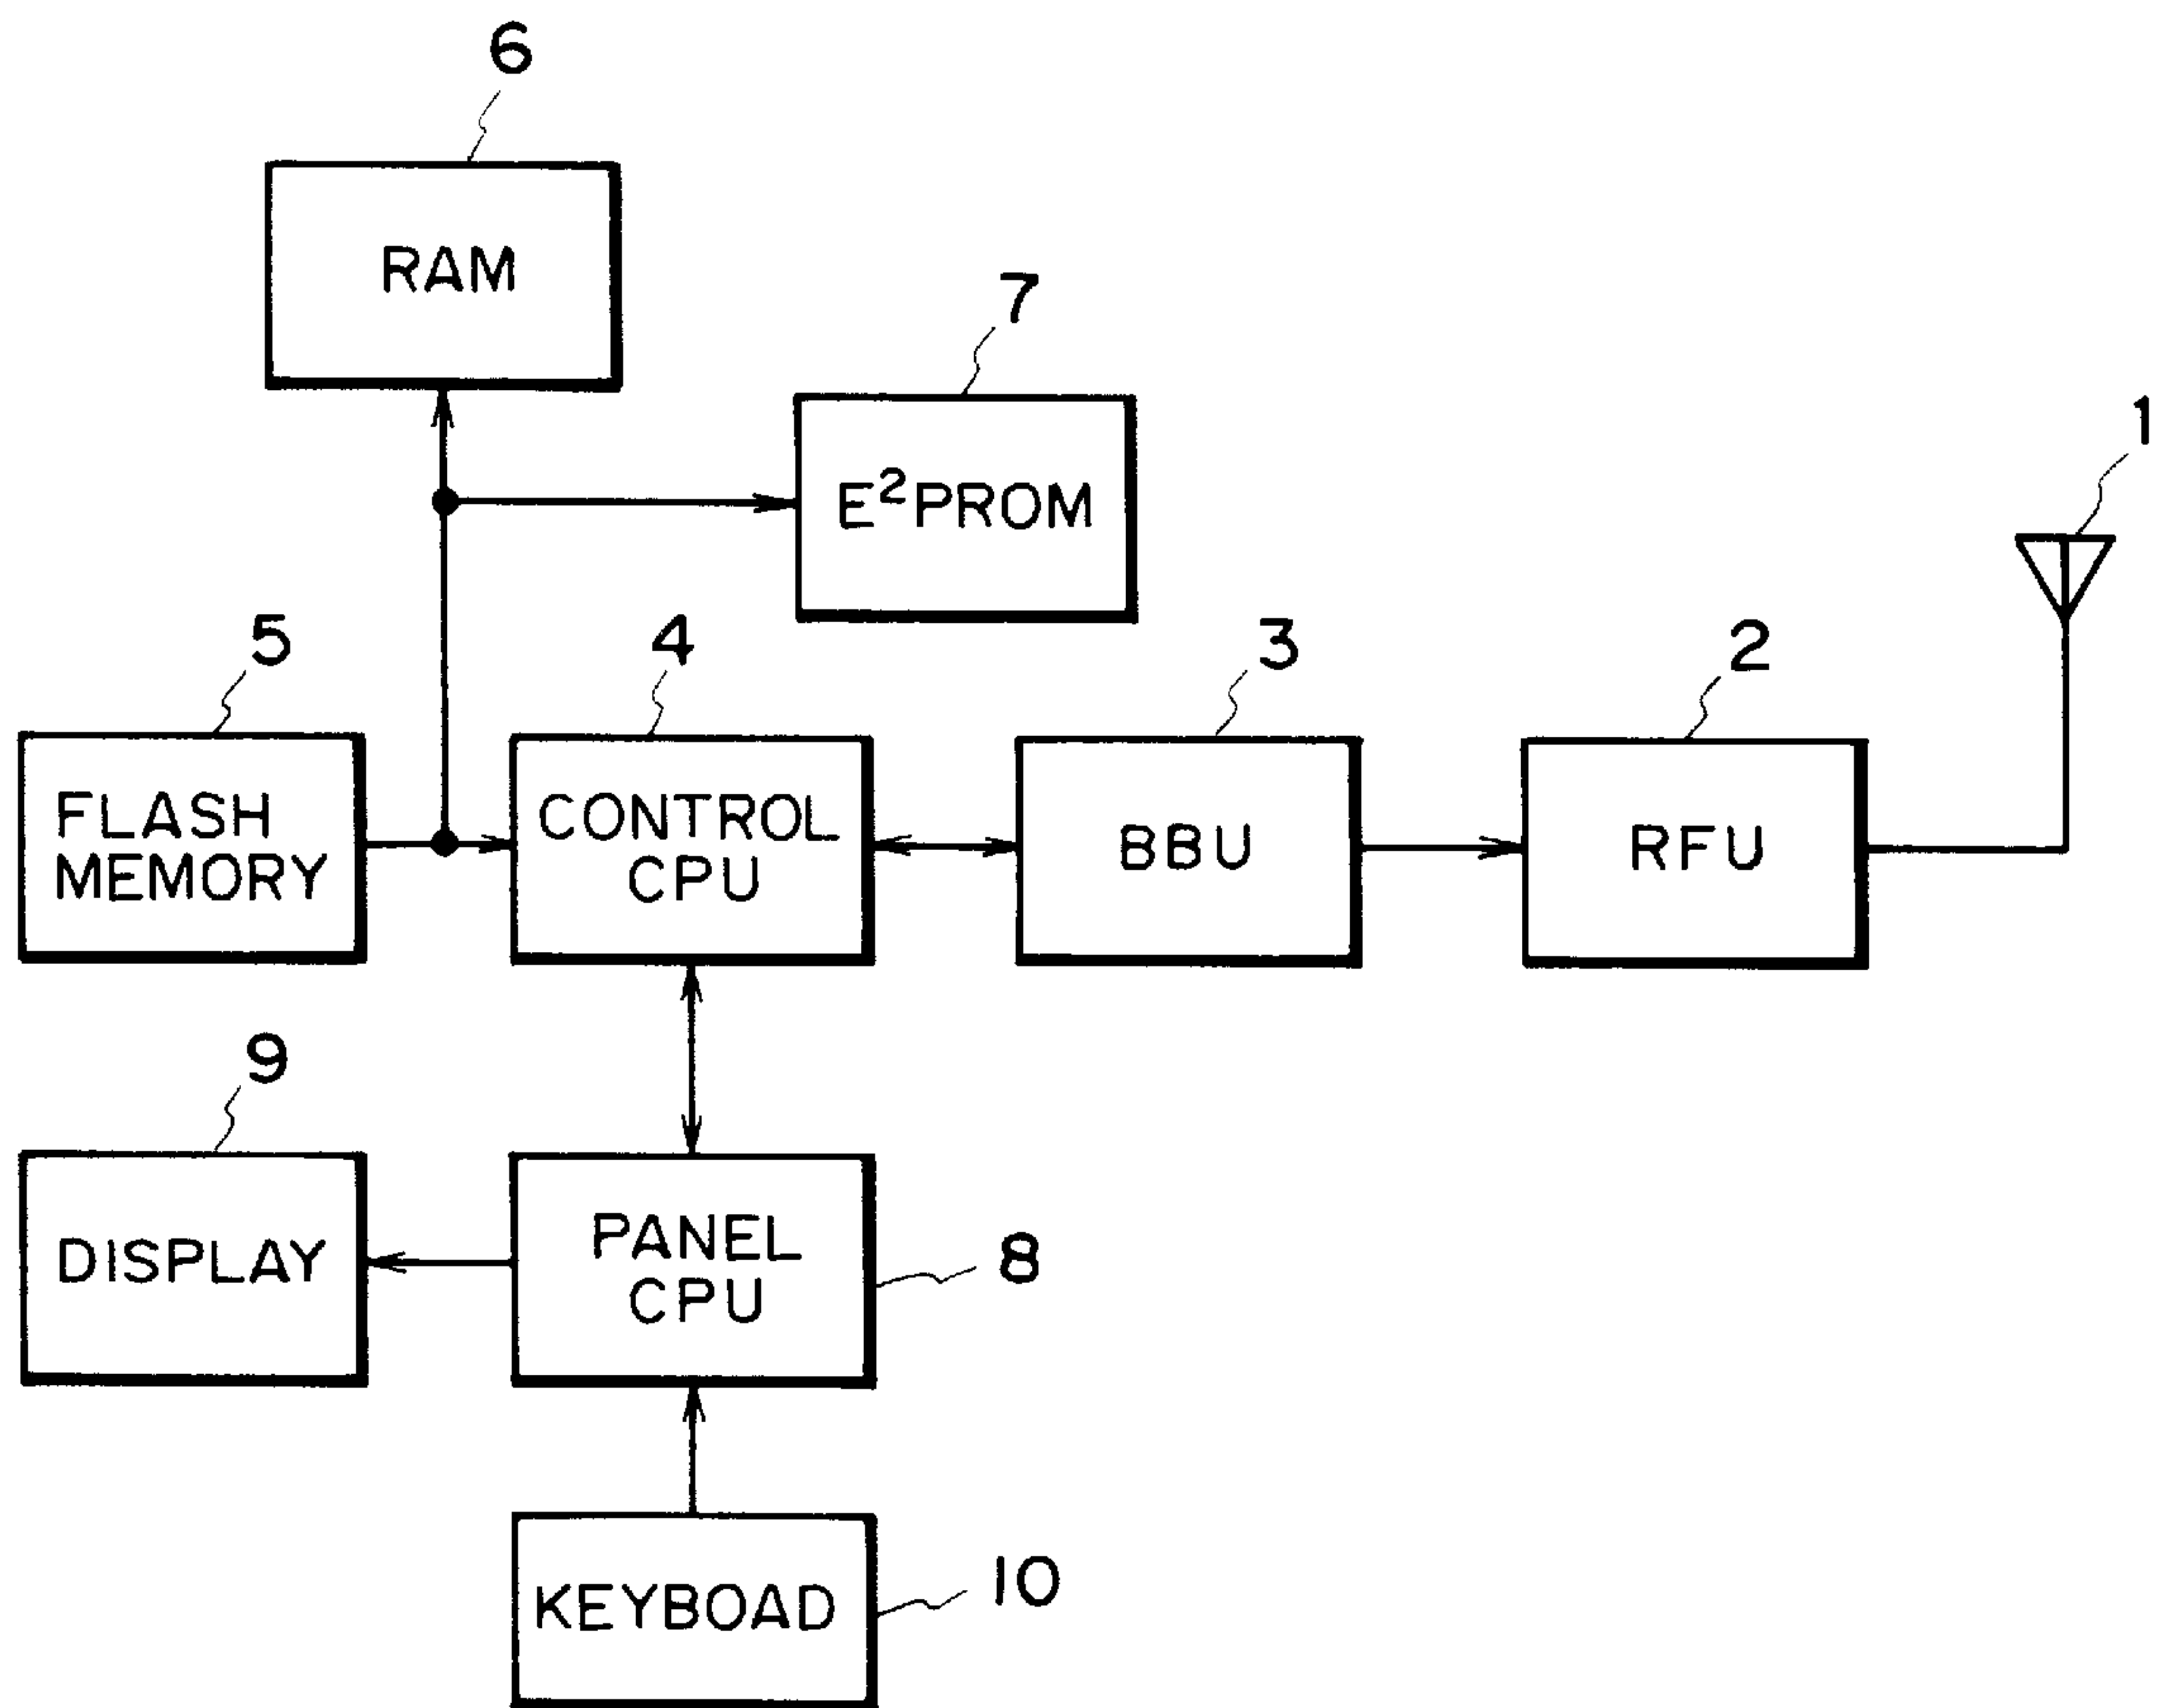 6
RAM
7
E²PROM
1
5
4
3
2
FLASH
MEMORY
CONTROL
CPU
BBU
RFU
9
DISPLAY
PANEL
CPU
8
KEYBOAD
10